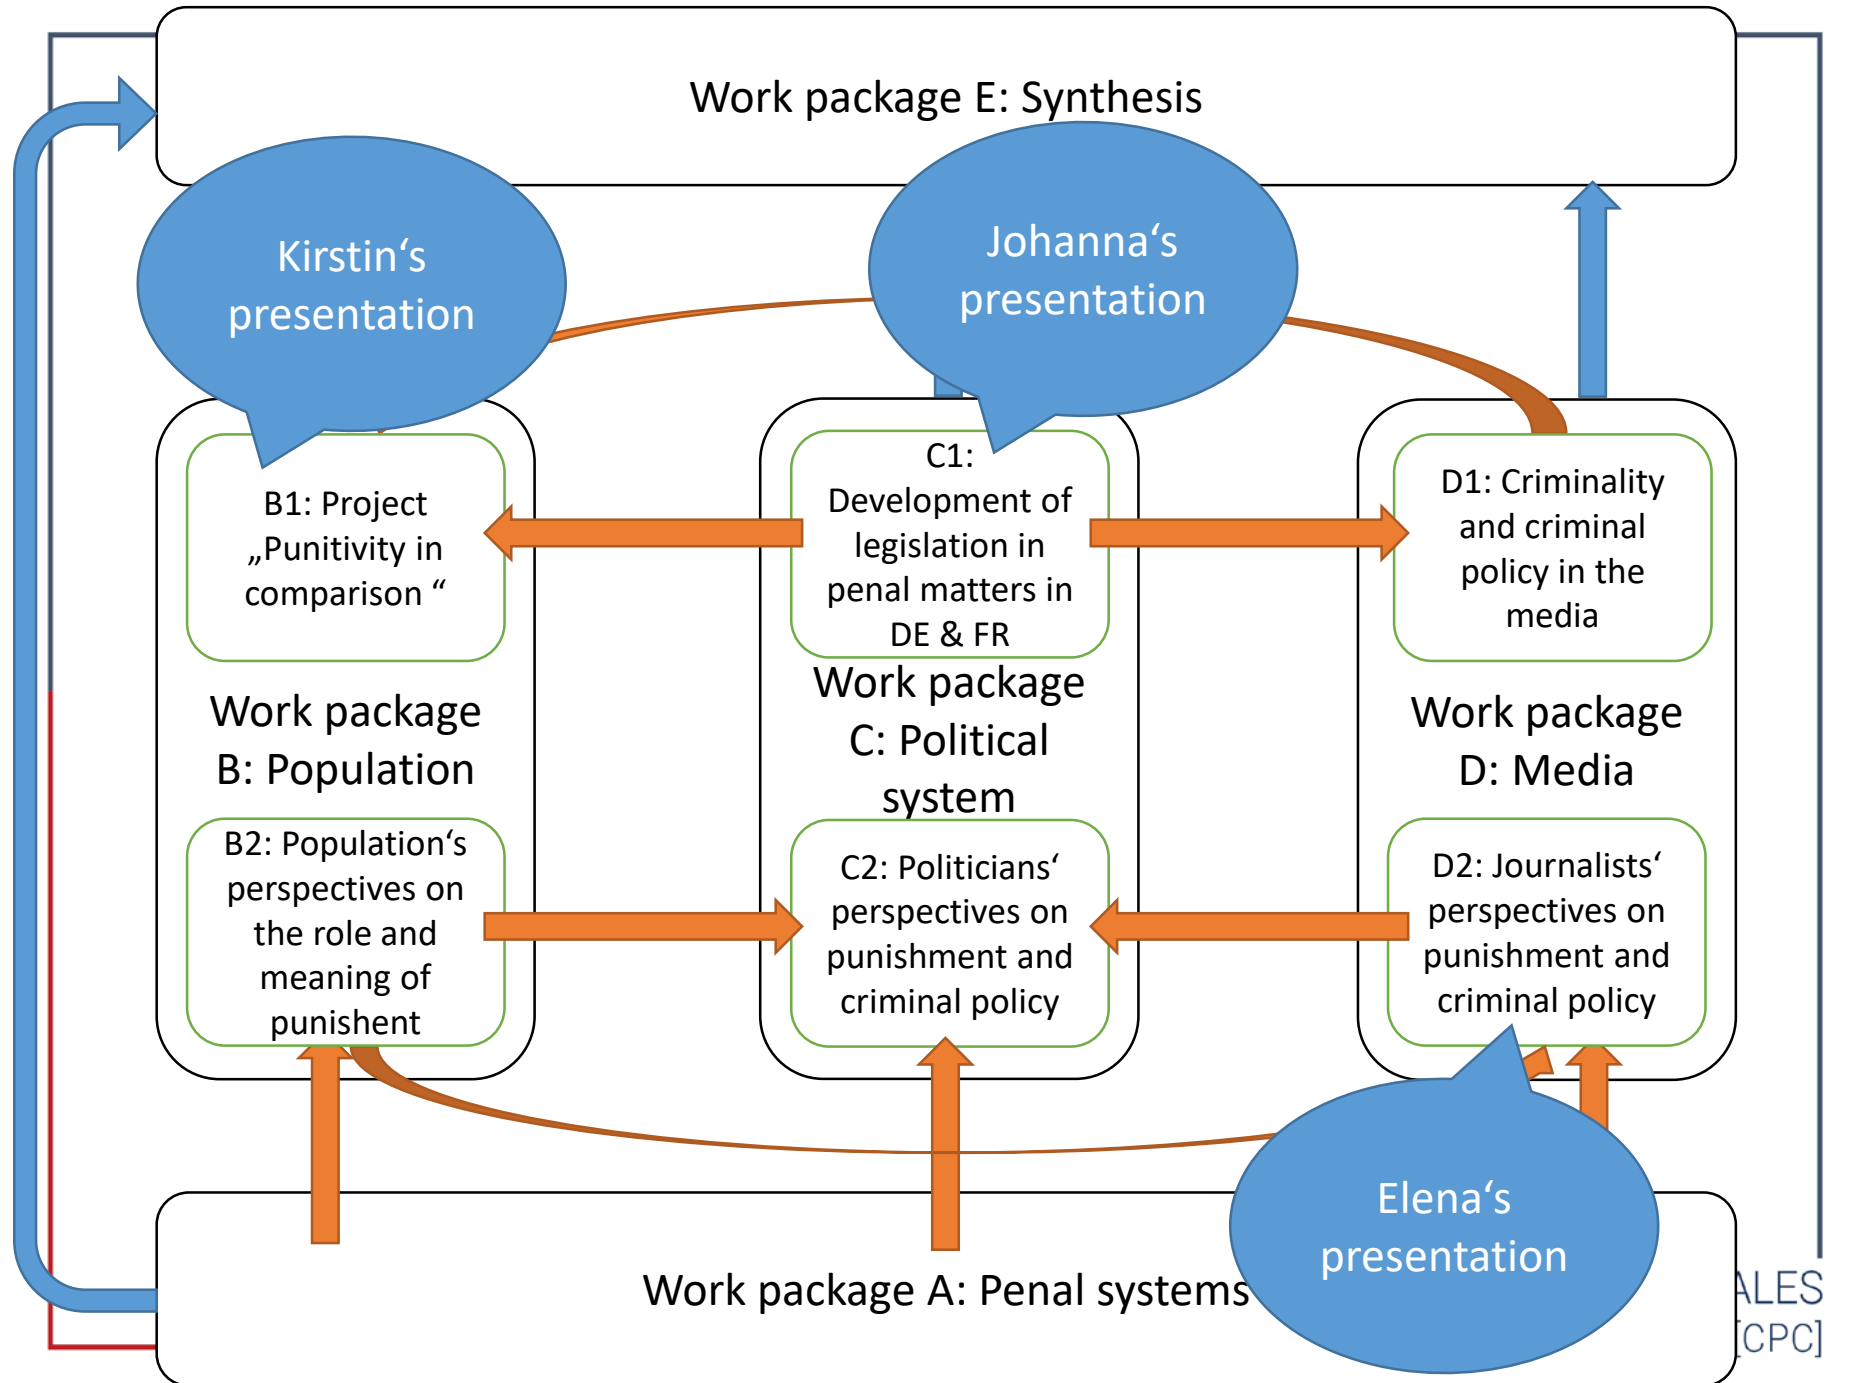 Work package E: Synthesis
Kirstin‘s
presentation
Johanna‘s
presentation
B1: Project
„Punitivity in
comparison “
C1:
Development of
legislation in
penal matters in
DE & FR
D1: Criminality
and criminal
policy in the
media
Work package
B: Population
Work package
C: Political
system
Work package
D: Media
B2: Population‘s
perspectives on
the role and
meaning of
punishent
C2: Politicians‘
perspectives on
punishment and
criminal policy
D2: Journalists‘
perspectives on
punishment and
criminal policy
Elena‘s
presentation
Work package A: Penal systems
ALES
[CPC]